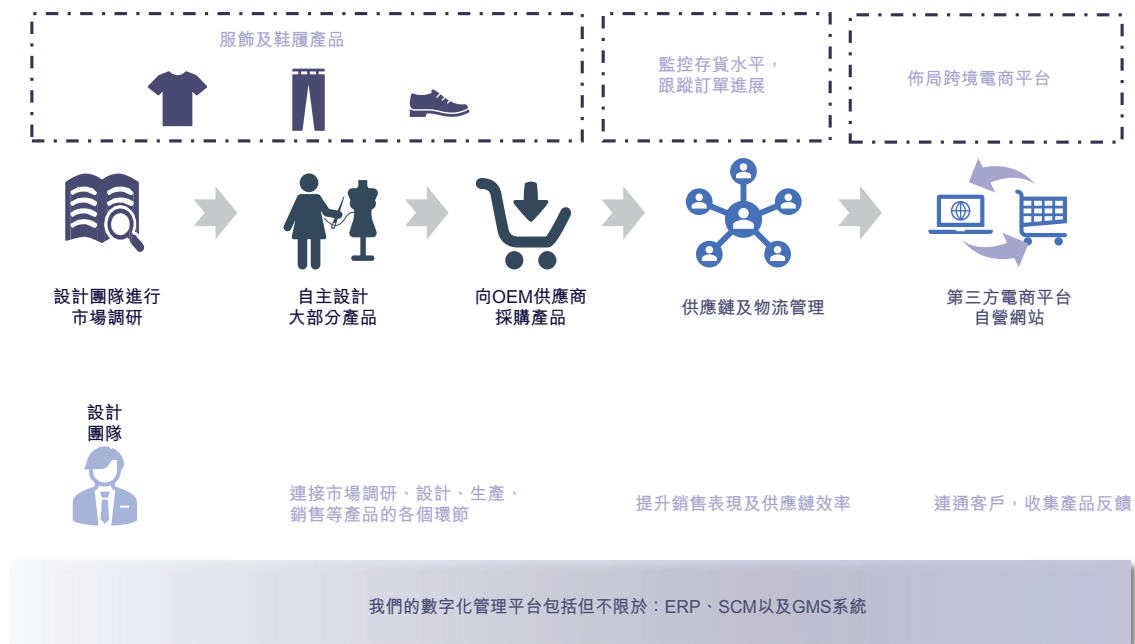 服飾及鞋履產品
監控存貨水平，
跟蹤訂單進展
佈局跨境電商平台
設計團隊進行
市場調研
自主設計
大部分產品
向OEM供應商
採購產品
供應鏈及物流管理
第三方電商平台
自營網站
設計
團隊
連接市場調研、設計、生產、
銷售等產品的各個環節
提升銷售表現及供應鏈效率
連通客戶，收集產品反饋
我們的數字化管理平台包括但不限於：ERP、SCM以及GMS系統